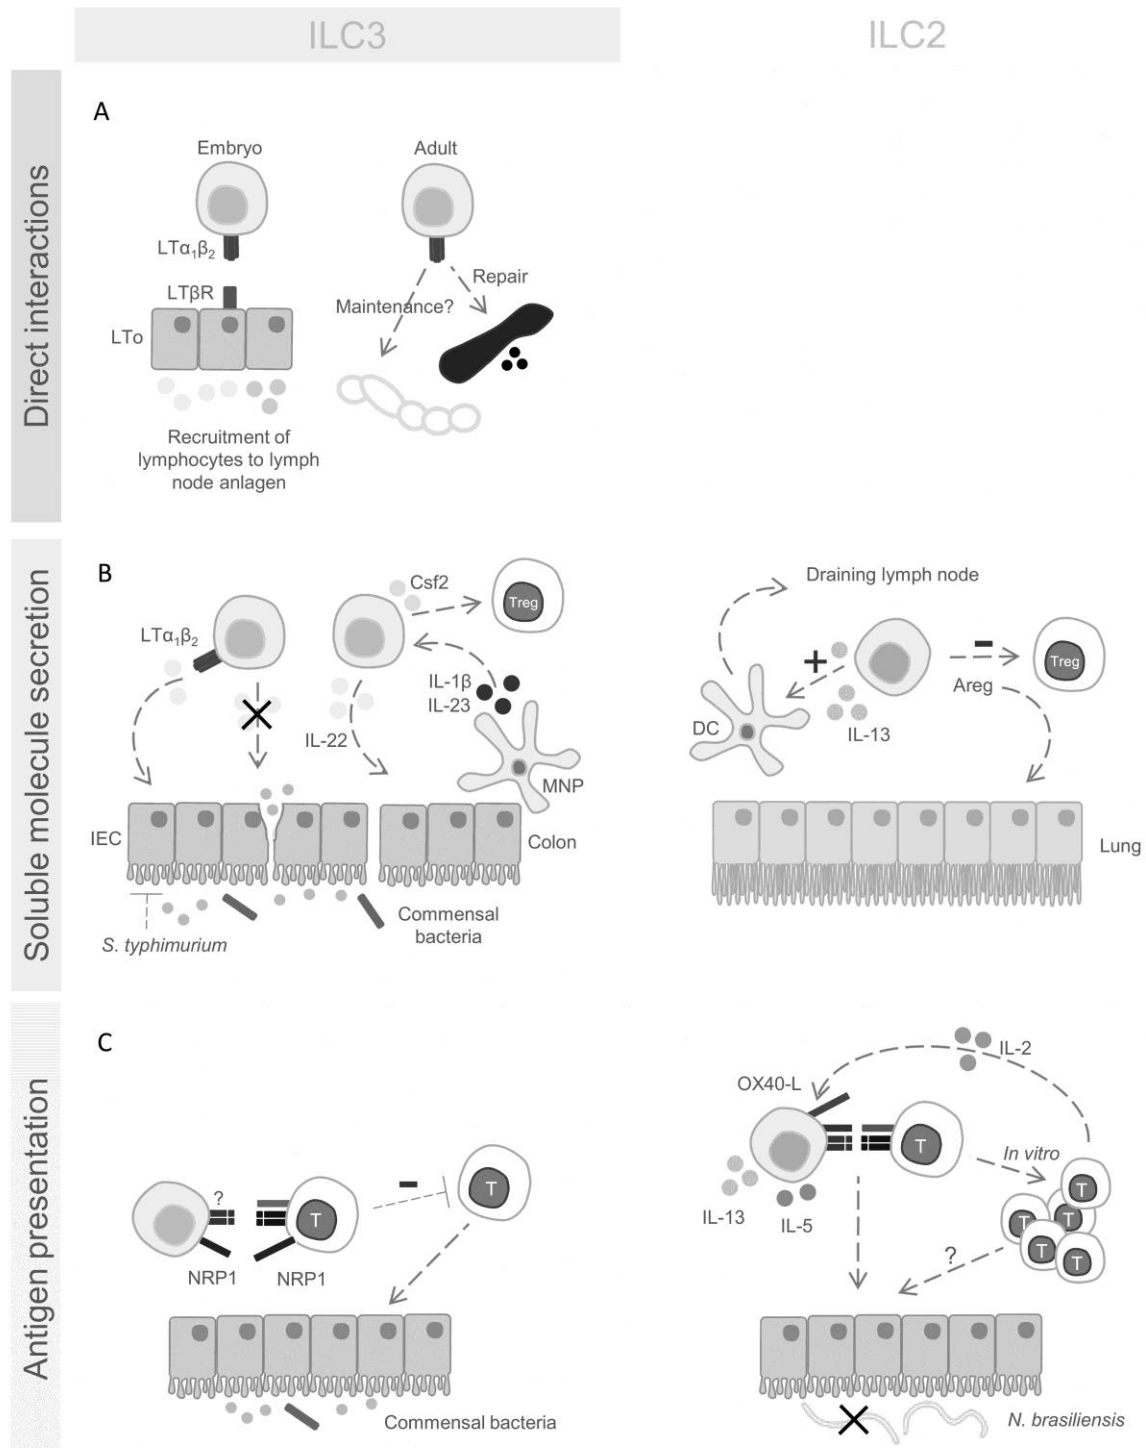 ILC3
ILC2
Direct interactions
A
Embryo
Adult
LTα₁β₂
LTβR
Repair
Maintenance?
LTo
Recruitment of
lymphocytes to lymph
node anlagen
Soluble molecule secretion
B
Csf2
Treg
LTα₁β₂
IL-1β
IL-23
IL-22
MNP
IEC
Colon
Commensal
bacteria
S. typhimurium
Draining lymph node
+
-
Treg
Areg
DC
IL-13
Lung
Antigen presentation
C
?
T
-
T
NRP1
NRP1
Commensal bacteria
IL-2
OX40-L
T
In vitro
IL-13
IL-5
T
T
T
T
T
?
N. brasiliensis